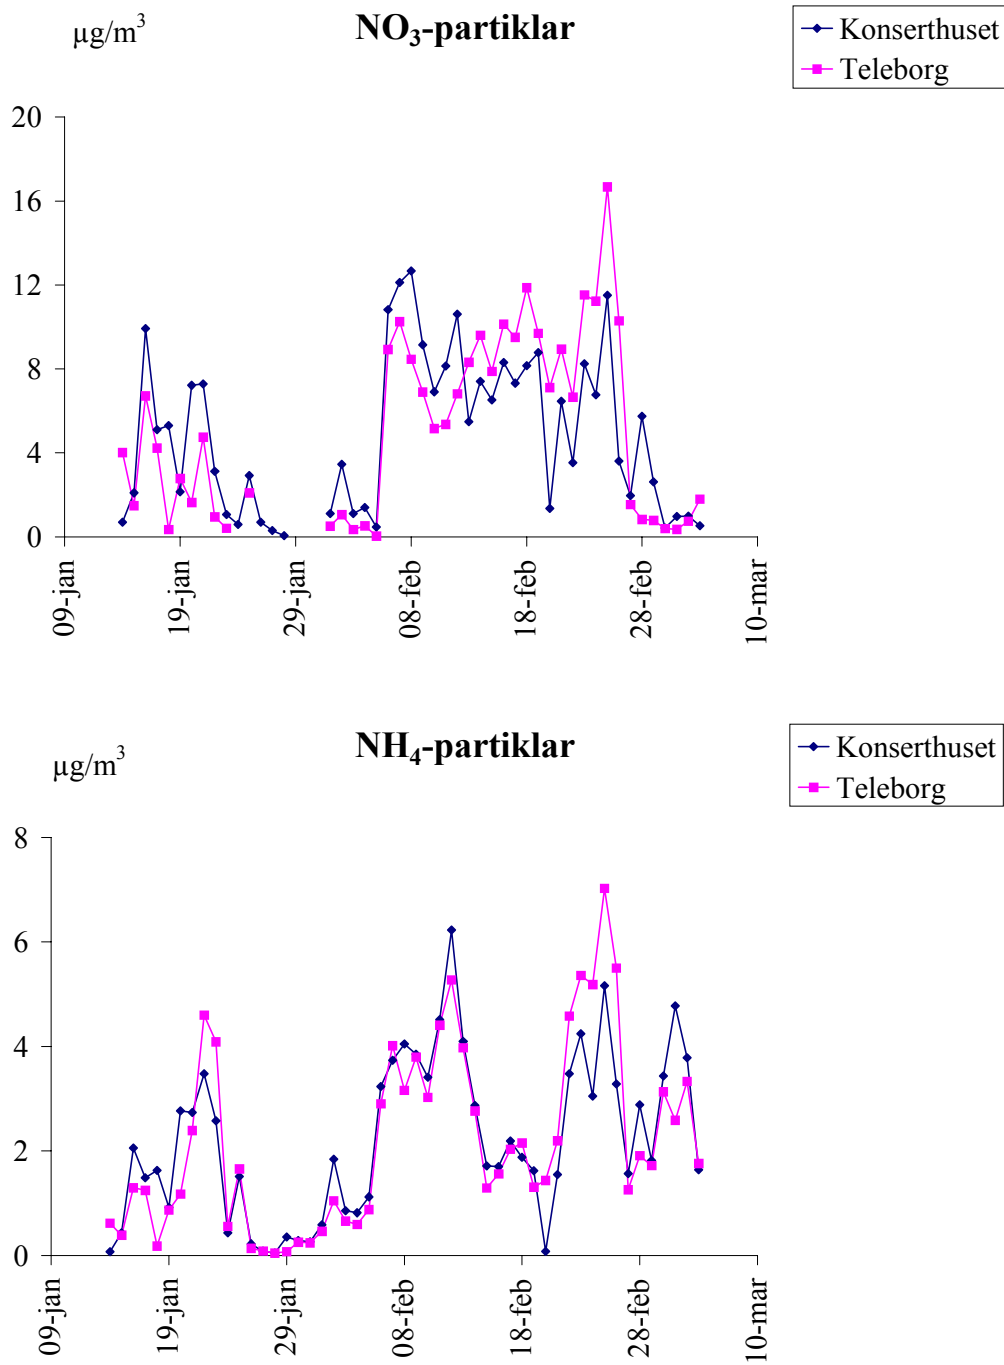 µg/m³
NO₃-partiklar
Konserthuset
Teleborg
20
16
12
8
4
0
09-jan
19-jan
29-jan
08-feb
18-feb
28-feb
10-mar
µg/m³
NH₄-partiklar
Konserthuset
Teleborg
8
6
4
2
0
09-jan
19-jan
29-jan
08-feb
18-feb
28-feb
10-mar